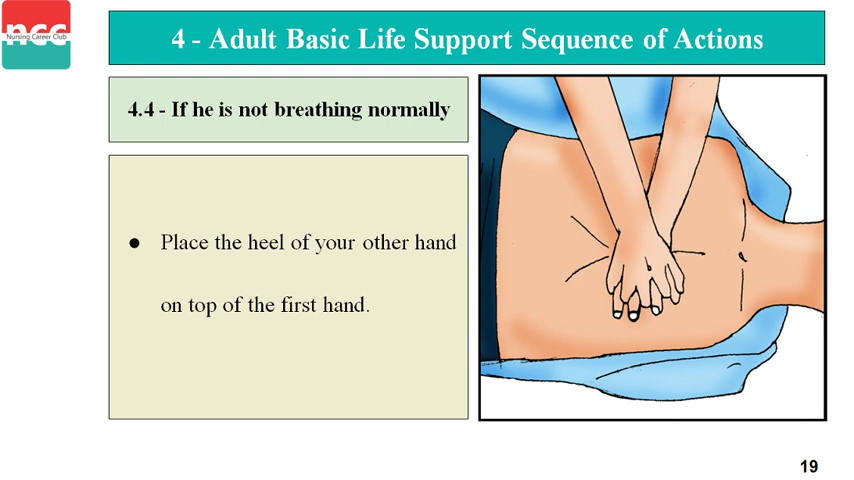 ncc
Nursing Career Club
4 - Adult Basic Life Support Sequence of Actions
4.4 - If he is not breathing normally
● Place the heel of your other hand
on top of the first hand.
19